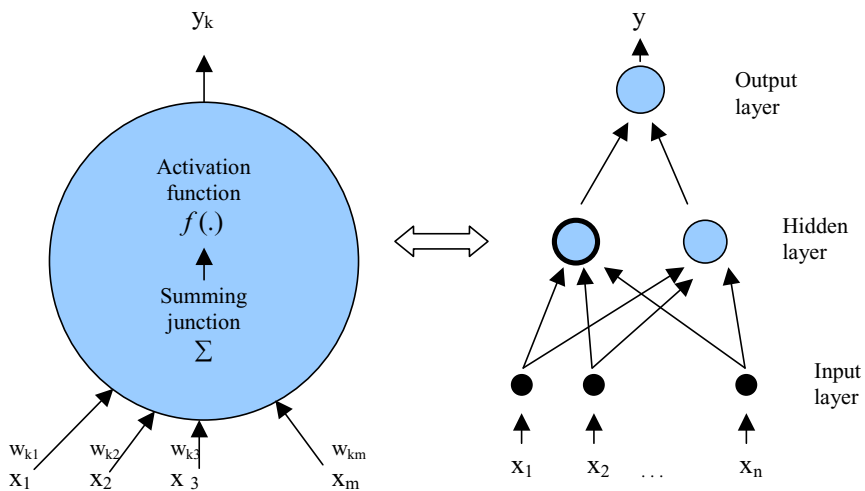 y_k
Activation
function
f(.)
Summing
junction
Σ
w_k1 w_k2 w_k3 w_km
x_1 x_2 x_3 x_m
y
Output
layer
Hidden
layer
Input
layer
x_1 x_2 ... x_n